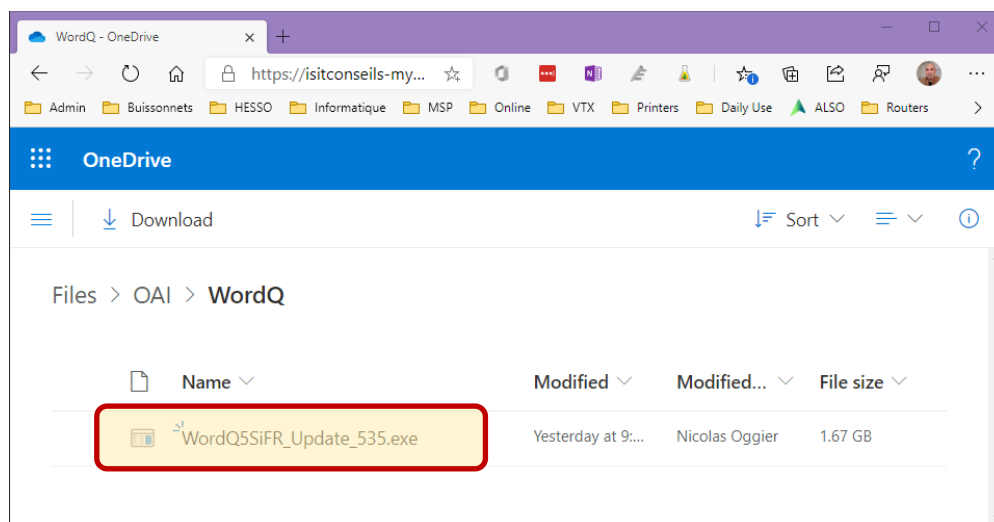 WordQ - OneDrive
https://isitconseils-my...
Admin Buissonnets HESSO Informatique MSP Online VTX Printers Daily Use ALSO Routers
OneDrive ?
Download Sort
Files > OAI > WordQ
Name Modified Modified... File size
WordQ5SiFR_Update_535.exe Yesterday at 9:... Nicolas Oggier 1.67 GB